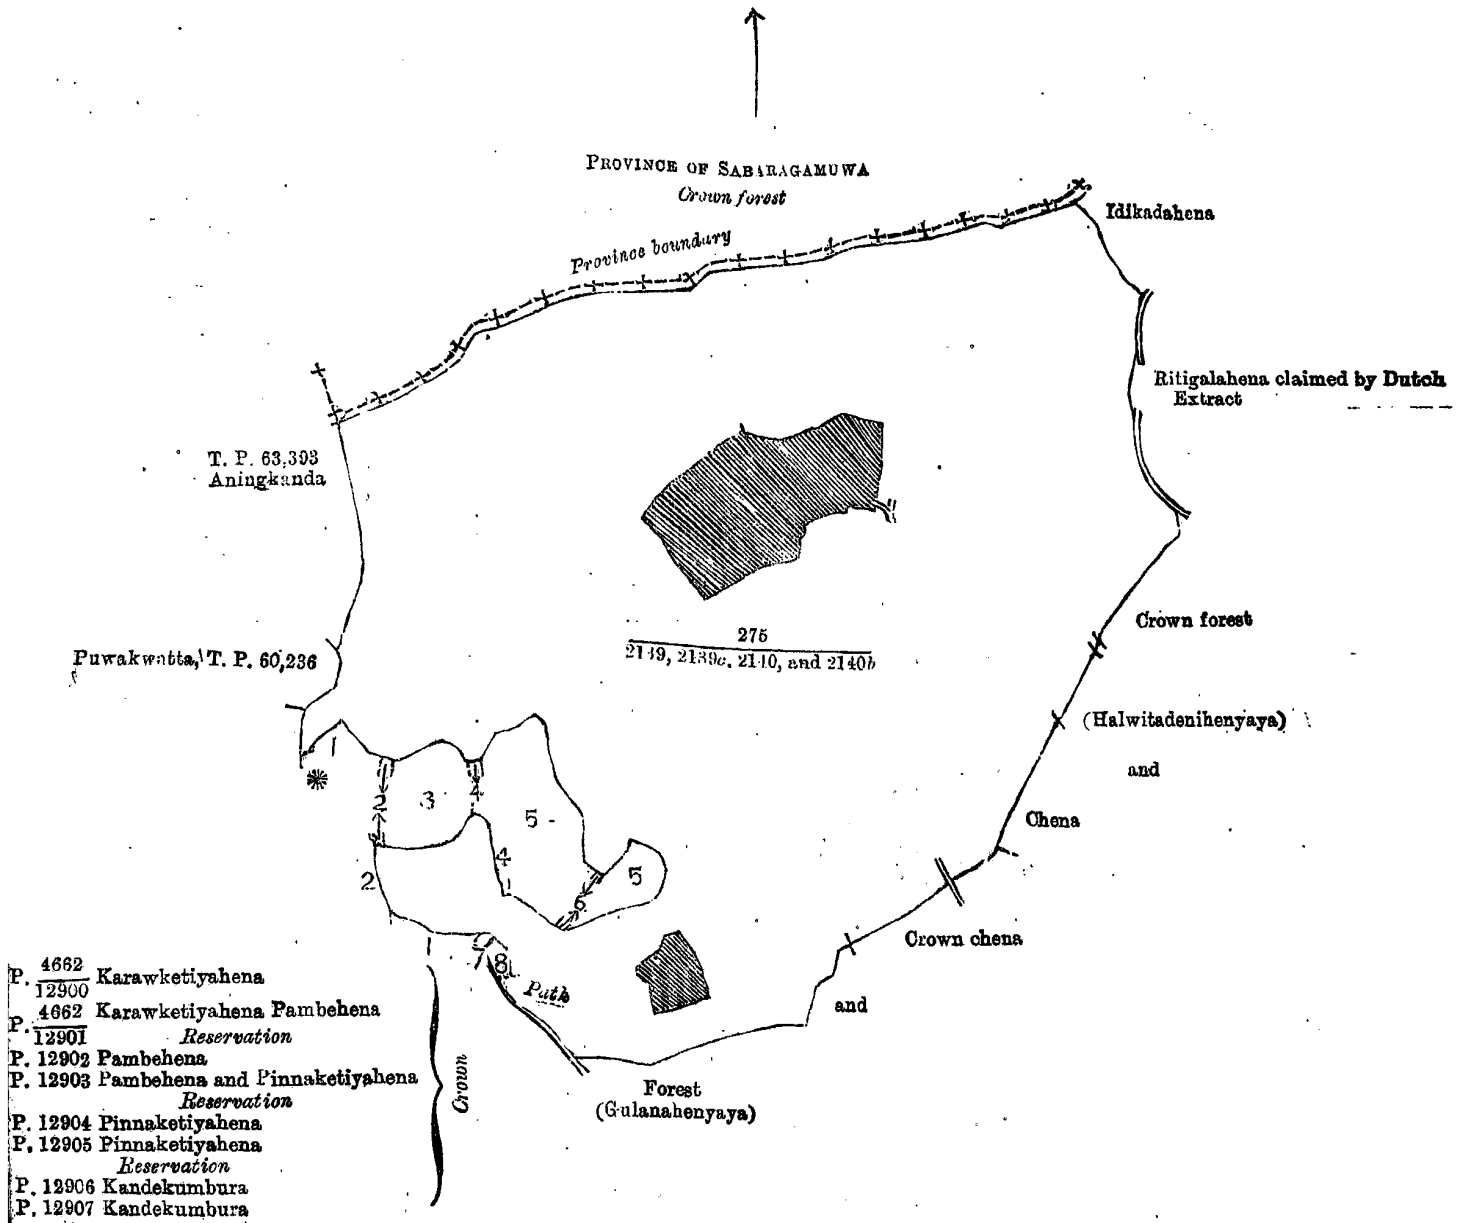 PROVINCE OF SABARAGAMUWA
Crown forest
Province boundary
Idikadahena
Ritigalahena claimed by Dutch
Extract
T. P. 63,393
Aningkanda
Crown forest
275
2139, 2139c, 2140, and 2140b
Puwakwatta, T. P. 60,236
(Halwitadenihenyaya)
and
1
2
3
4
5
Chena
4
2
5
6
Crown chena
7
8
Path
and
P. 4662/12900 Karawketiyahena
P. 4662/12901 Karawketiyahena Pambehena
Reservation
P. 12902 Pambehena
P. 12903 Pambehena and Pinnaketiyahena
Reservation
P. 12904 Pinnaketiyahena
P. 12905 Pinnaketiyahena
Reservation
P. 12906 Kandekumbura
P. 12907 Kandekumbura
Crown
Forest
(Gulanahenyaya)